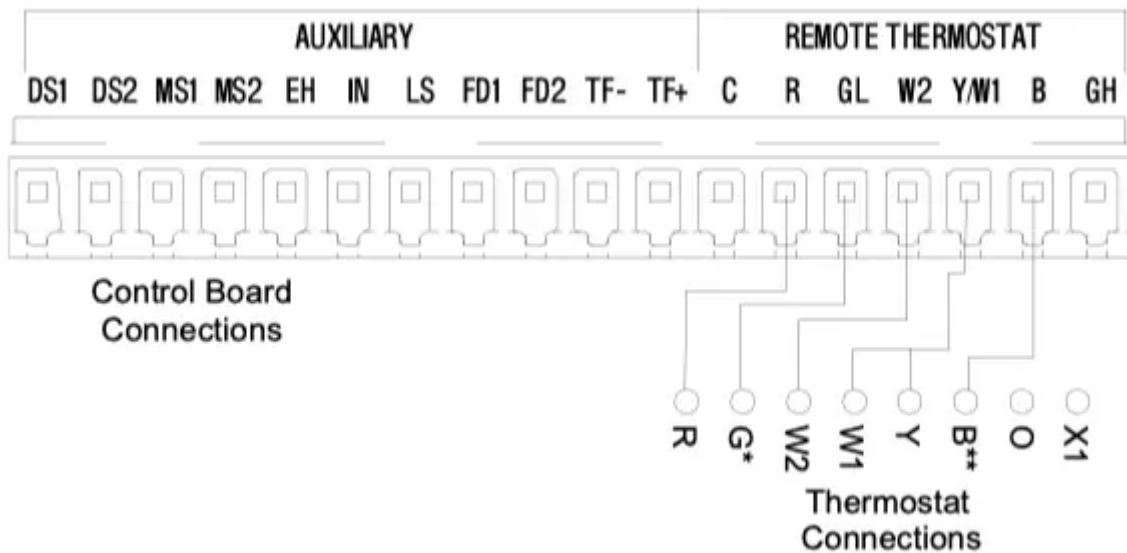 AUXILIARY REMOTE THERMOSTAT
DS1 DS2 MS1 MS2 EH IN LS FD1 FD2 TF- TF+ C R GL W2 Y/W1 B GH
Control Board
Connections
R G* W2 W1 Y B** O X1
Thermostat
Connections